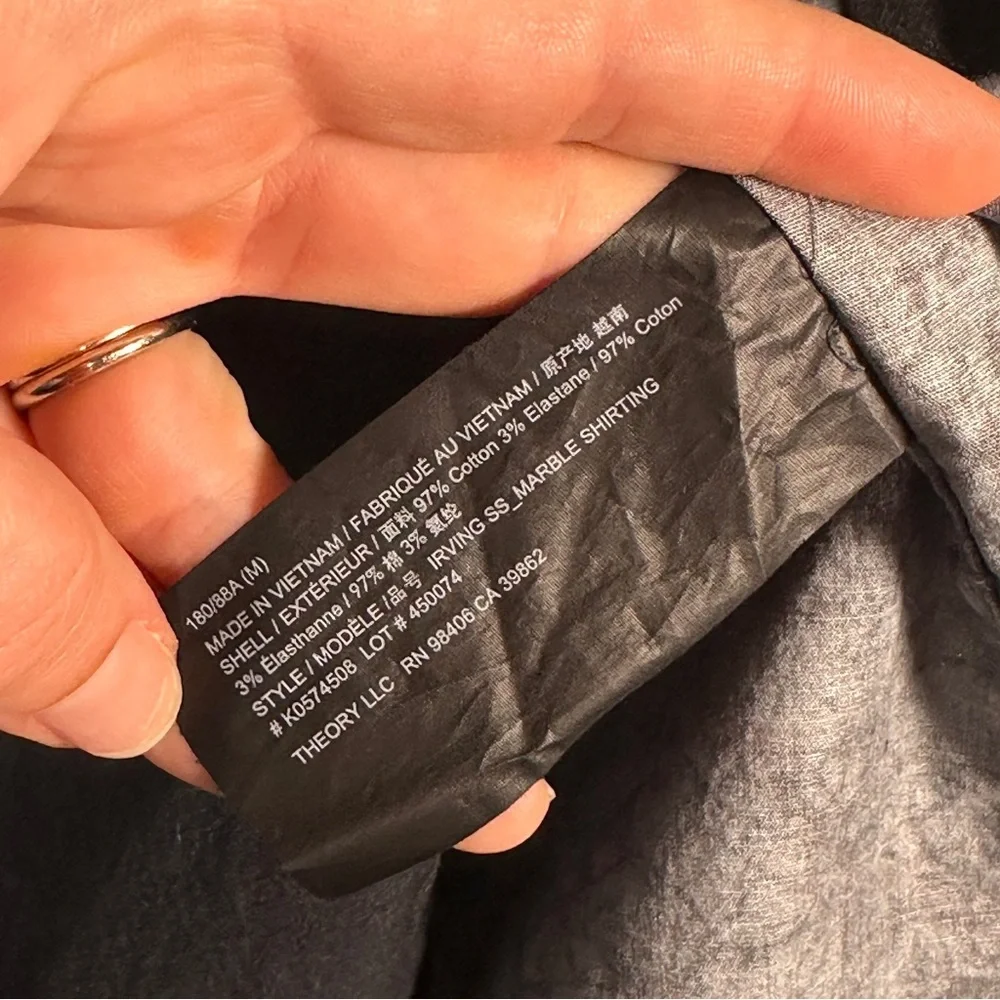 180/88A (M)
MADE IN VIETNAM / FABRIQUÉ AU VIETNAM / 原产地 越南
SHELL / EXTÉRIEUR / 面料 97% Cotton 3% Elastane / 97% Coton
3% Élasthanne / 97% 棉 3% 氨纶
STYLE / MODÈLE /品号 IRVING SS_MARBLE SHIRTING
# K0574508 LOT # 450074
THEORY LLC RN 98406 CA 39862